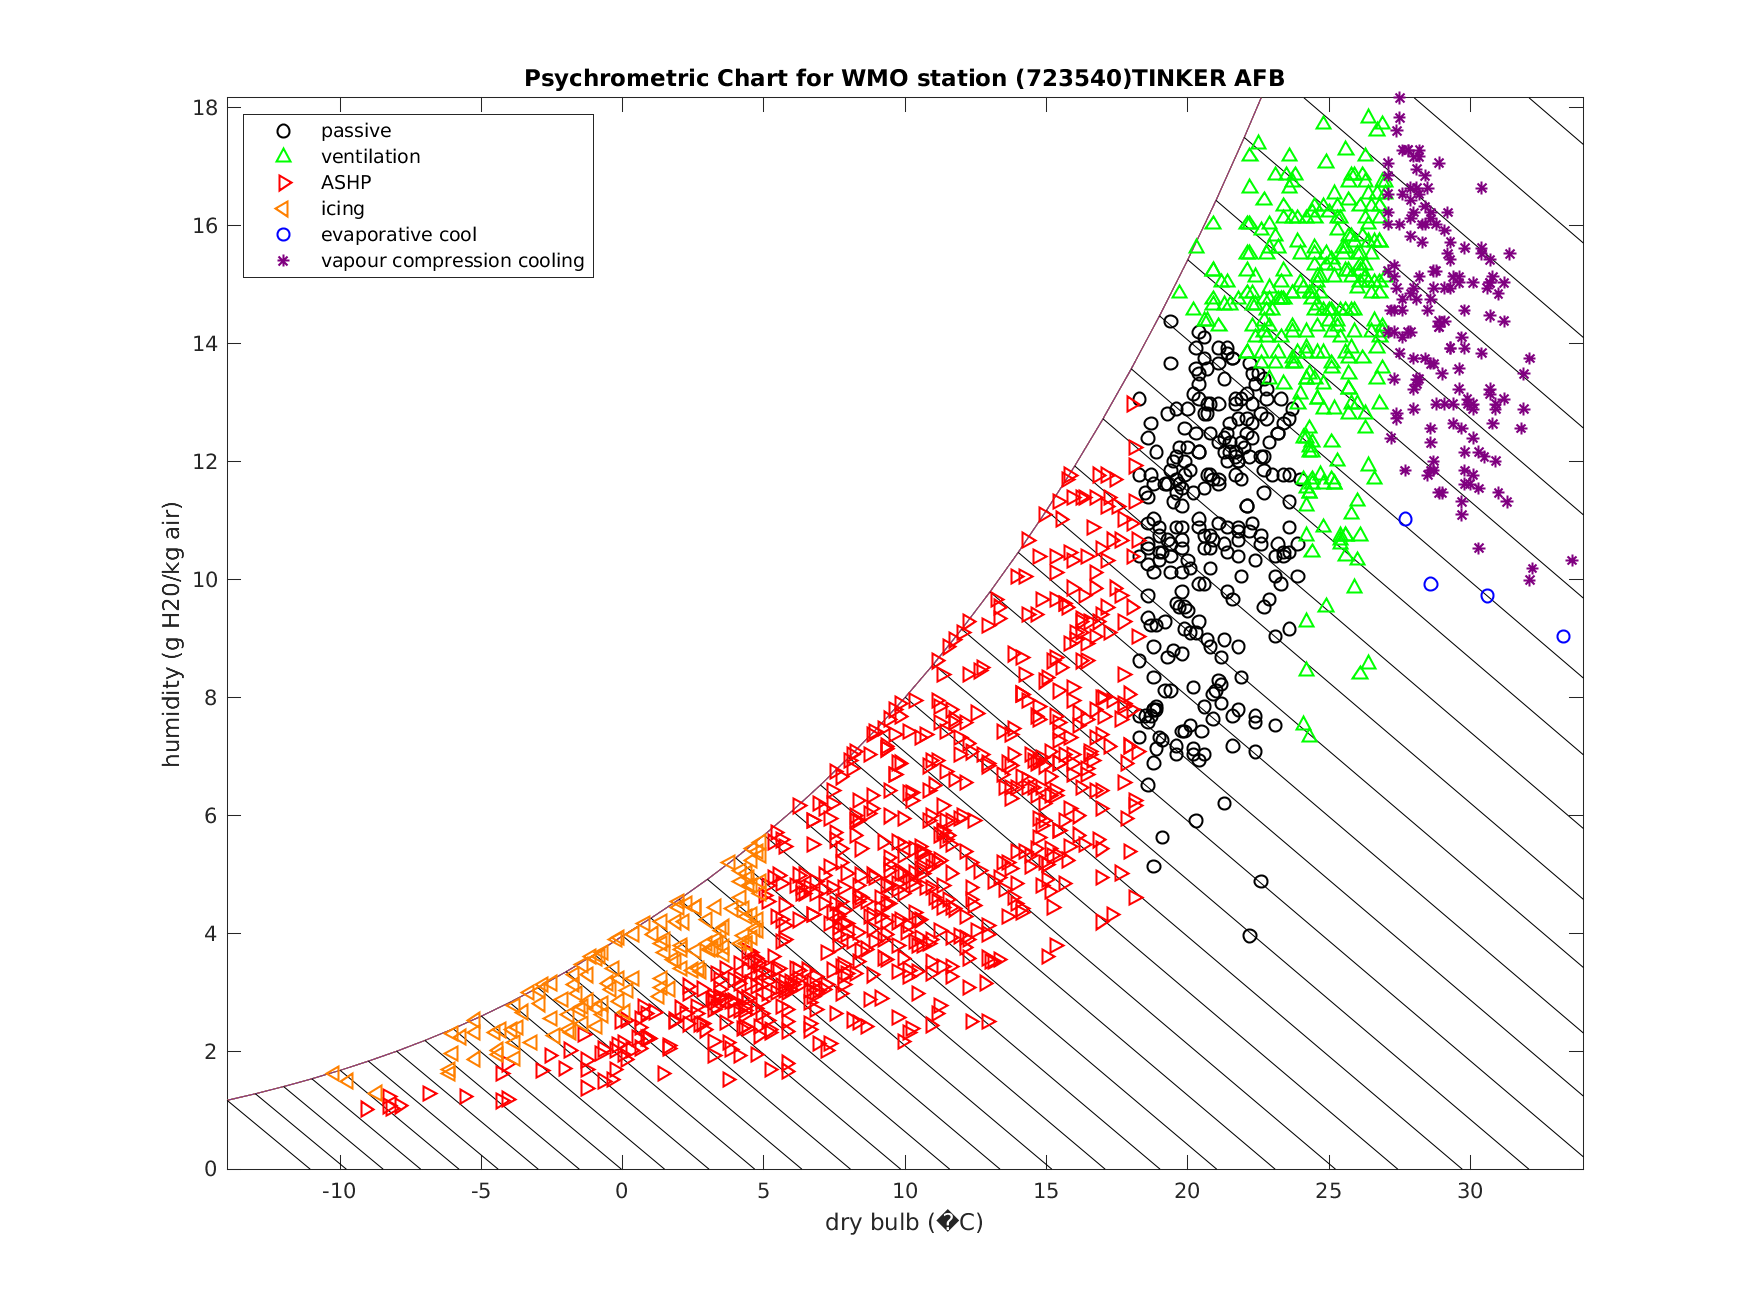 Psychrometric Chart for WMO station (723540)TINKER AFB
passive
ventilation
ASHP
icing
evaporative cool
vapour compression cooling
humidity (g H20/kg air)
18
16
14
12
10
8
6
4
2
0
-10 -5 0 5 10 15 20 25 30
dry bulb (�C)